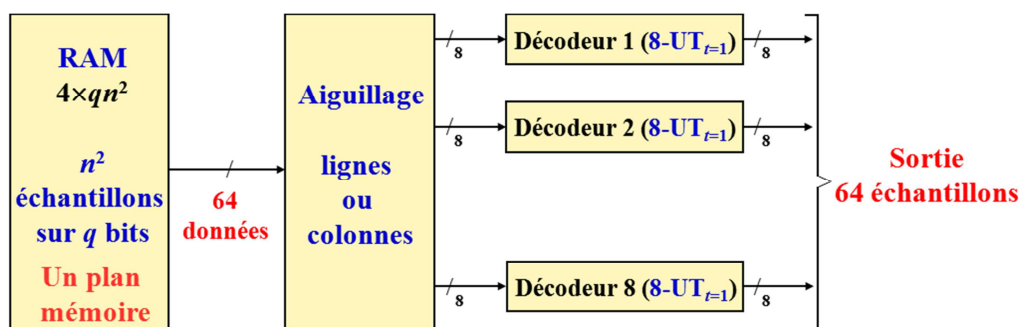 RAM
4×qn²
n²
échantillons
sur q bits
Un plan
mémoire
64
données
Aiguillage
lignes
ou
colonnes
8
Décodeur 1 (8-UTt=1)
8
8
Décodeur 2 (8-UTt=1)
8
8
Décodeur 8 (8-UTt=1)
8
Sortie
64 échantillons